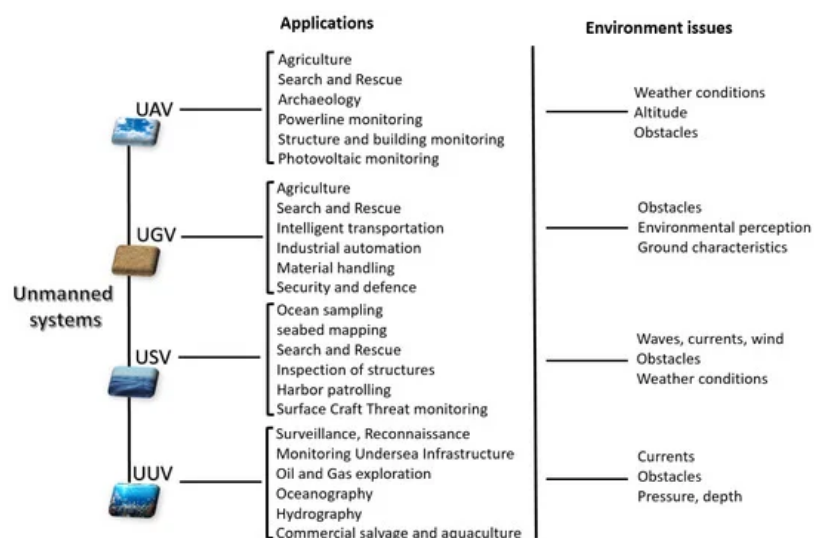 Applications
Environment issues
Unmanned
systems
UAV
Agriculture
Search and Rescue
Archaeology
Powerline monitoring
Structure and building monitoring
Photovoltaic monitoring
Weather conditions
Altitude
Obstacles
UGV
Agriculture
Search and Rescue
Intelligent transportation
Industrial automation
Material handling
Security and defence
Obstacles
Environmental perception
Ground characteristics
USV
Ocean sampling
seabed mapping
Search and Rescue
Inspection of structures
Harbor patrolling
Surface Craft Threat monitoring
Waves, currents, wind
Obstacles
Weather conditions
UUV
Surveillance, Reconnaissance
Monitoring Undersea Infrastructure
Oil and Gas exploration
Oceanography
Hydrography
Commercial salvage and aquaculture
Currents
Obstacles
Pressure, depth